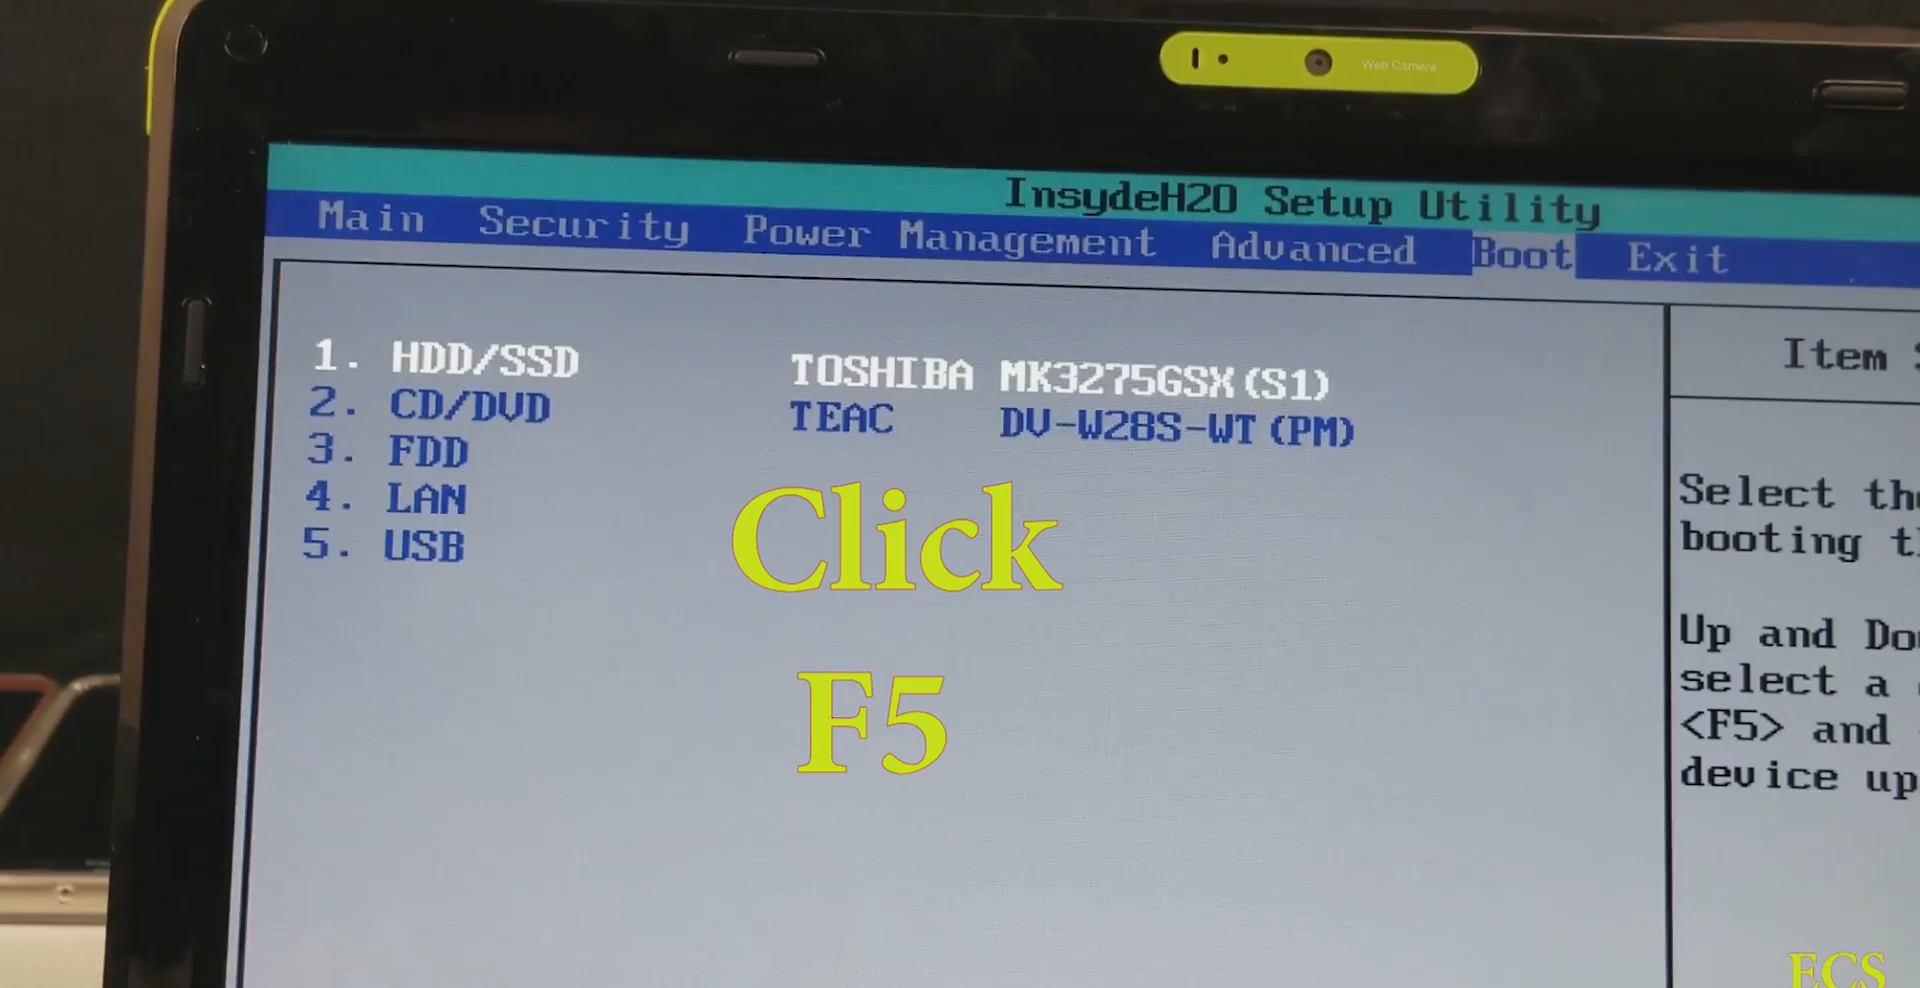 Web Camera
InsydeH2O Setup Utility
Main Security Power Management Advanced Boot Exit
1. HDD/SSD TOSHIBA MK3275GSX(S1)
2. CD/DVD TEAC DV-W28S-WT(PM)
3. FDD
4. LAN
5. USB
Item
Select the
booting
Up and
select a
<F5> and
device up
Click
F5
ECS